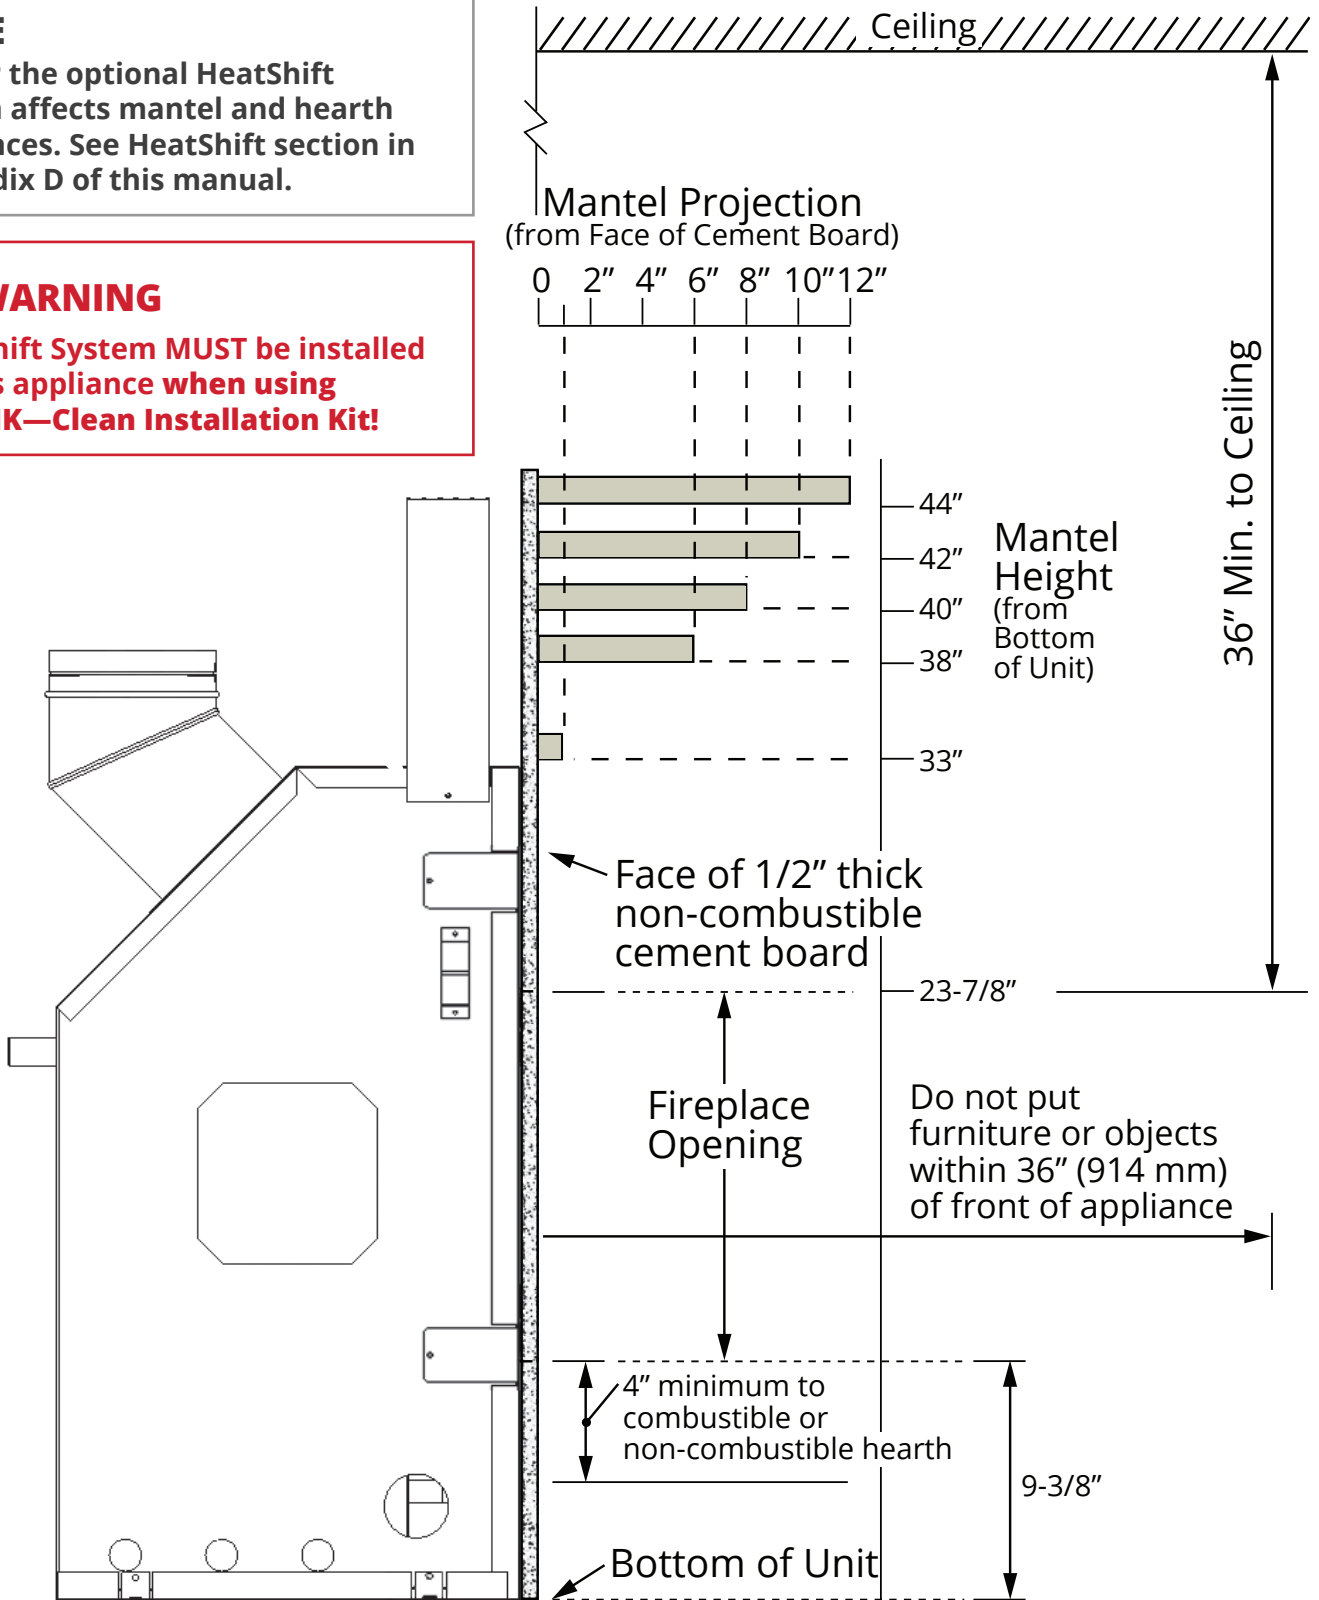 the optional HeatShift
affects mantel and hearth
See HeatShift section in
D of this manual.
System MUST be installed
appliance when using
Clean Installation Kit!
Ceiling
Mantel Projection
(from Face of Cement Board)
0 2” 4” 6” 8” 10” 12”
44”
42”
40”
38”
33”
Mantel
Height
(from
Bottom
of Unit)
36” Min. to Ceiling
Face of 1/2” thick
non-combustible
cement board
23-7/8”
Fireplace
Opening
Do not put
furniture or objects
within 36” (914 mm)
of front of appliance
4” minimum to
combustible or
non-combustible hearth
9-3/8”
Bottom of Unit